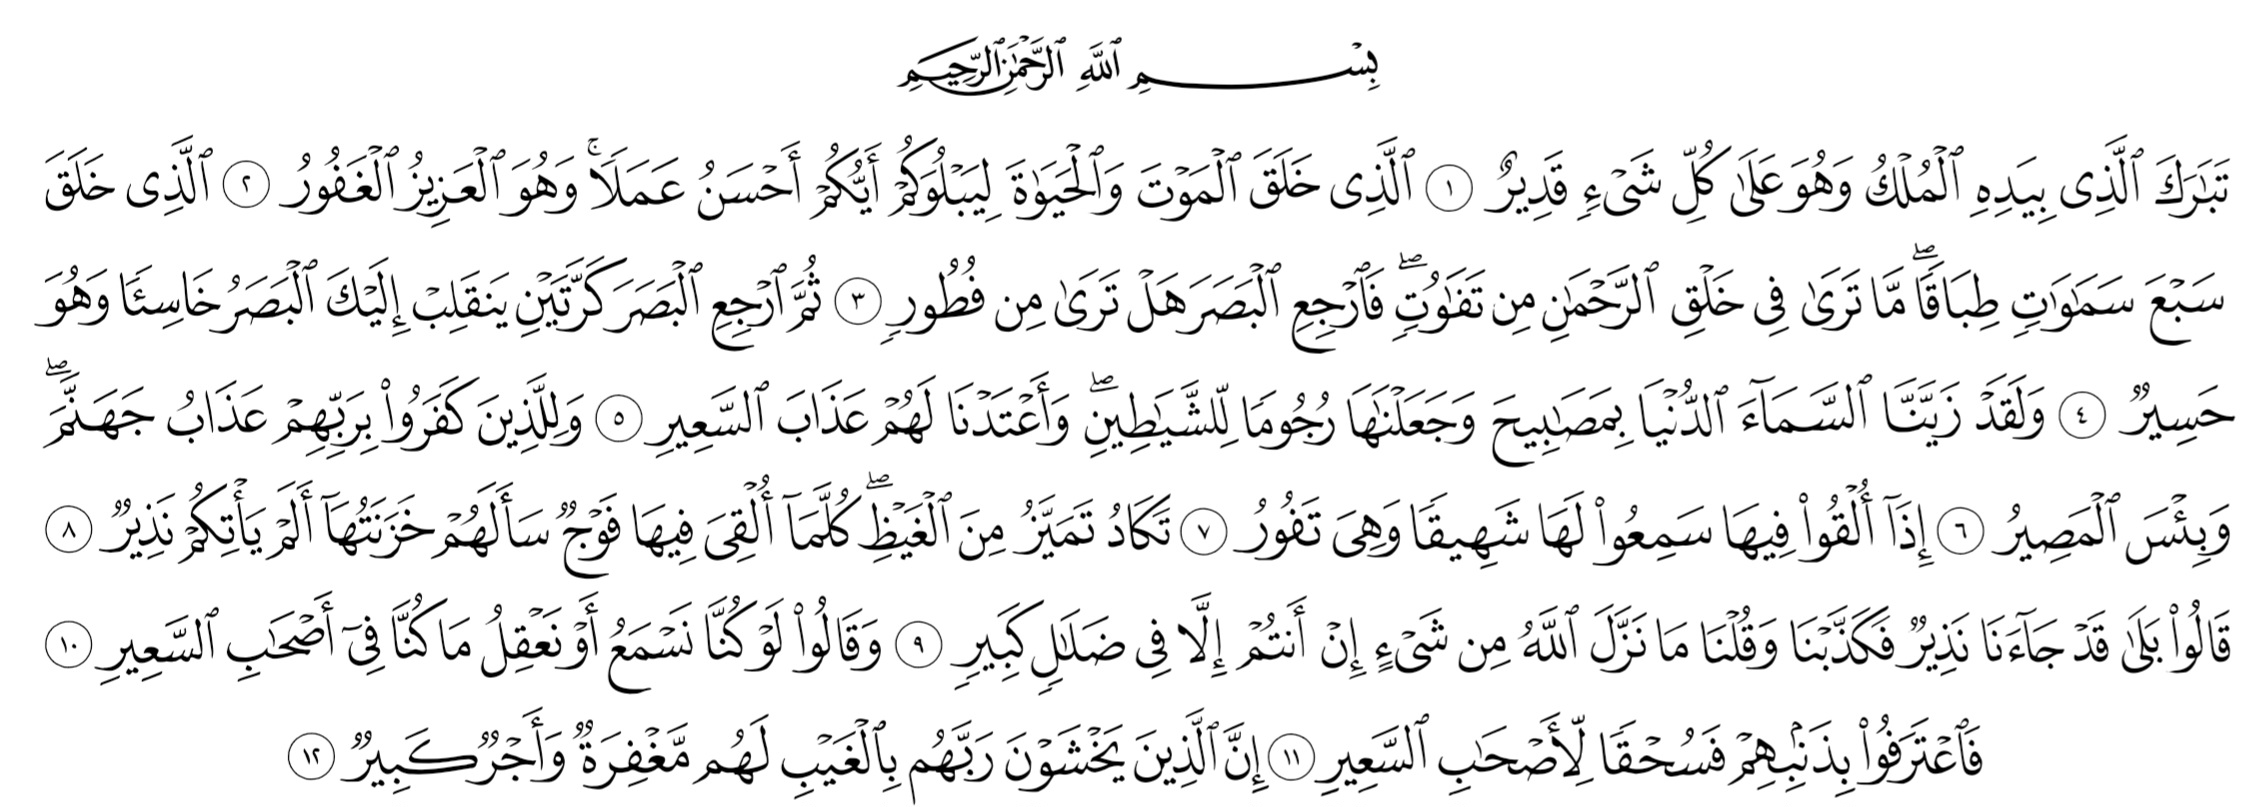 بِسْمِ ٱللَّهِ ٱلرَّحْمَٰنِ ٱلرَّحِيمِ
تَبَٰرَكَ ٱلَّذِى بِيَدِهِ ٱلْمُلْكُ وَهُوَ عَلَىٰ كُلِّ شَىْءٍ قَدِيرٌ ١ ٱلَّذِى خَلَقَ ٱلْمَوْتَ وَٱلْحَيَوٰةَ لِيَبْلُوَكُمْ أَيُّكُمْ أَحْسَنُ عَمَلًا ۚ وَهُوَ ٱلْعَزِيزُ ٱلْغَفُورُ ٢ ٱلَّذِى خَلَقَ
سَبْعَ سَمَٰوَٰتٍ طِبَاقًا ۖ مَّا تَرَىٰ فِى خَلْقِ ٱلرَّحْمَٰنِ مِن تَفَٰوُتٍ ۖ فَٱرْجِعِ ٱلْبَصَرَ هَلْ تَرَىٰ مِن فُطُورٍ ٣ ثُمَّ ٱرْجِعِ ٱلْبَصَرَ كَرَّتَيْنِ يَنقَلِبْ إِلَيْكَ ٱلْبَصَرُ خَاسِئًا وَهُوَ
حَسِيرٌ ٤ وَلَقَدْ زَيَّنَّا ٱلسَّمَآءَ ٱلدُّنْيَا بِمَصَٰبِيحَ وَجَعَلْنَٰهَا رُجُومًا لِّلشَّيَٰطِينِ ۖ وَأَعْتَدْنَا لَهُمْ عَذَابَ ٱلسَّعِيرِ ٥ وَلِلَّذِينَ كَفَرُوا۟ بِرَبِّهِمْ عَذَابُ جَهَنَّمَ ۖ
وَبِئْسَ ٱلْمَصِيرُ ٦ إِذَآ أُلْقُوا۟ فِيهَا سَمِعُوا۟ لَهَا شَهِيقًا وَهِىَ تَفُورُ ٧ تَكَادُ تَمَيَّزُ مِنَ ٱلْغَيْظِ ۖ كُلَّمَآ أُلْقِىَ فِيهَا فَوْجٌ سَأَلَهُمْ خَزَنَتُهَآ أَلَمْ يَأْتِكُمْ نَذِيرٌ ٨
قَالُوا۟ بَلَىٰ قَدْ جَآءَنَا نَذِيرٌ فَكَذَّبْنَا وَقُلْنَا مَا نَزَّلَ ٱللَّهُ مِن شَىْءٍ إِنْ أَنتُمْ إِلَّا فِى ضَلَٰلٍ كَبِيرٍ ٩ وَقَالُوا۟ لَوْ كُنَّا نَسْمَعُ أَوْ نَعْقِلُ مَا كُنَّا فِىٓ أَصْحَٰبِ ٱلسَّعِيرِ ١٠
فَٱعْتَرَفُوا۟ بِذَنۢبِهِمْ فَسُحْقًا لِّأَصْحَٰبِ ٱلسَّعِيرِ ١١ إِنَّ ٱلَّذِينَ يَخْشَوْنَ رَبَّهُم بِٱلْغَيْبِ لَهُم مَّغْفِرَةٌ وَأَجْرٌ كَبِيرٌ ١٢